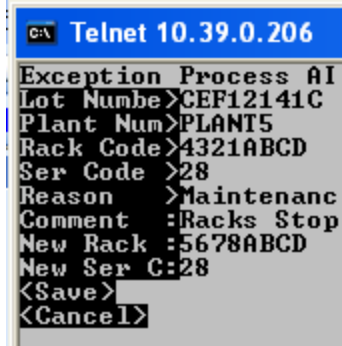 Telnet 10.39.0.206
Exception Process AI
Lot Numbe>CEF12141C
Plant Num>PLANT5
Rack Code>4321ABCD
Ser Code >28
Reason   >Maintenanc
Comment  :Racks Stop
New Rack :5678ABCD
New Ser C:28
<Save>
<Cancel>